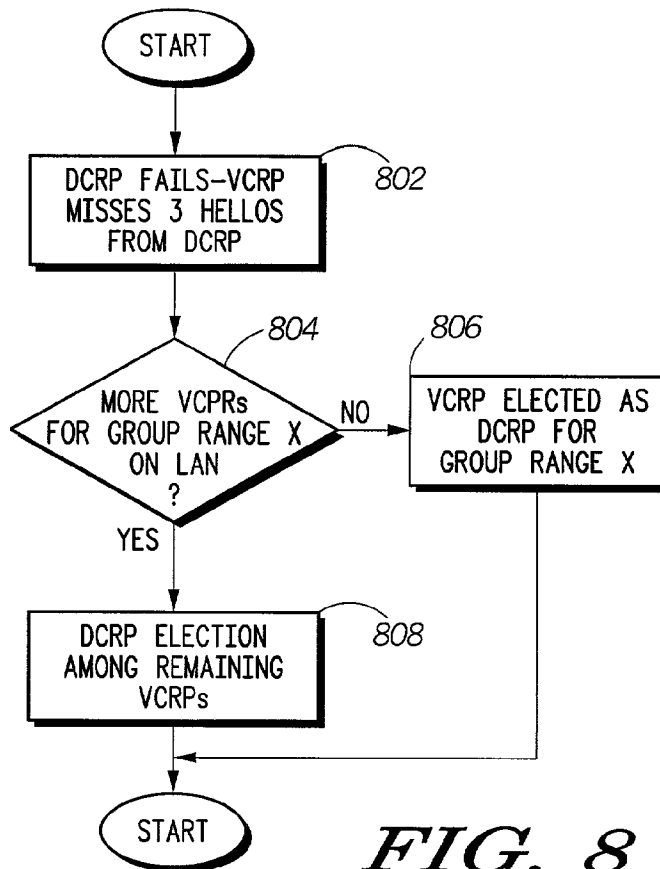 START
DCRP FAILS-VCRP
MISSES 3 HELLOS
FROM DCRP
802
804
MORE VCPRs
FOR GROUP RANGE X
ON LAN
?
NO
806
VCRP ELECTED AS
DCRP FOR
GROUP RANGE X
YES
DCRP ELECTION
AMONG REMAINING
VCRPs
808
START
FIG. 8